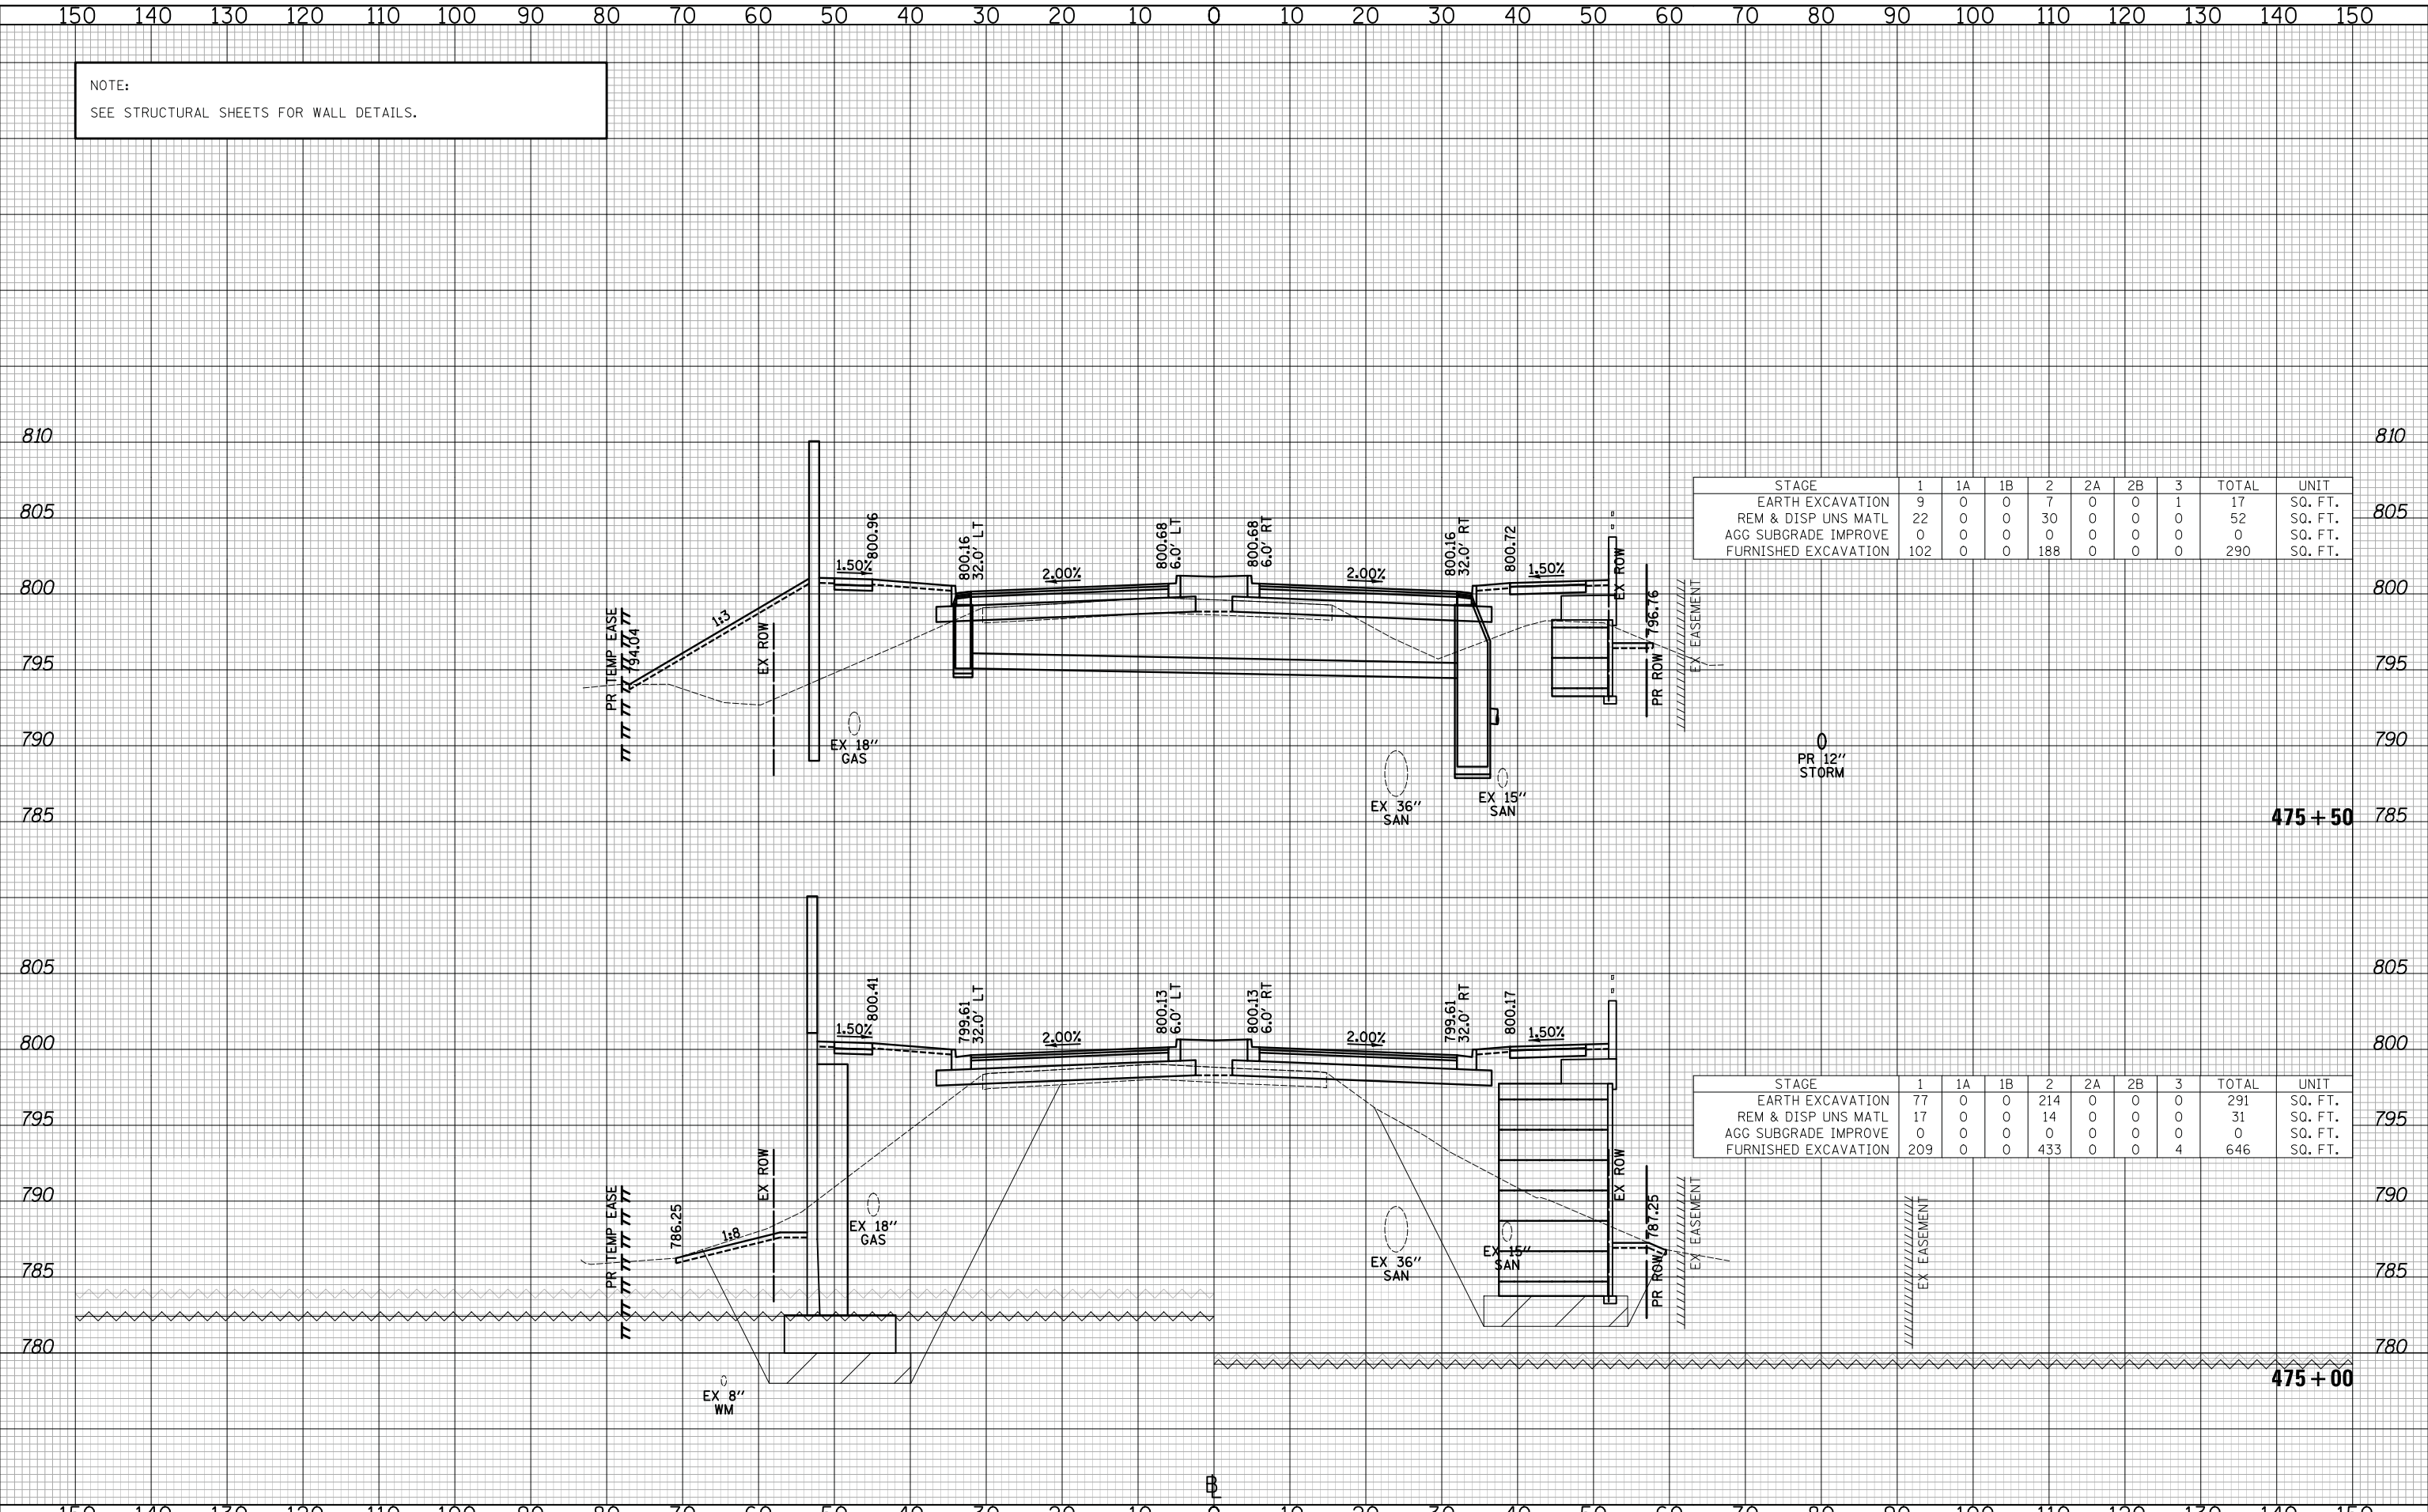 150 140 130 120 110 100 90 80 70 60 50 40 30 20 10 0 10 20 30 40 50 60 70 80 90 100 110 120 130 140 150
NOTE:
SEE STRUCTURAL SHEETS FOR WALL DETAILS.
810 810
805 805
800 800
795 795
790 790
785 785
STAGE 1 1A 1B 2 2A 2B 3 TOTAL UNIT
EARTH EXCAVATION 9 0 0 7 0 0 1 17 SQ. FT.
REM & DISP UNS MATL 22 0 0 30 0 0 0 52 SQ. FT.
AGG SUBGRADE IMPROVE 0 0 0 0 0 0 0 0 SQ. FT.
FURNISHED EXCAVATION 102 0 0 188 0 0 0 290 SQ. FT.
PR TEMP EASE
794.04
1:3
EX ROW
1.50%
800.96
800.16
32.0' LT
2.00%
800.68
6.0' LT
800.68
6.0' RT
2.00%
800.16
32.0' RT
800.72
1.50%
EX ROW
796.76
PR ROW
EX EASEMENT
EX 18"
GAS
EX 36"
SAN
EX 15"
SAN
PR 12"
STORM
475+50
805 805
800 800
795 795
790 790
785 785
780 780
STAGE 1 1A 1B 2 2A 2B 3 TOTAL UNIT
EARTH EXCAVATION 77 0 0 214 0 0 0 291 SQ. FT.
REM & DISP UNS MATL 17 0 0 14 0 0 0 31 SQ. FT.
AGG SUBGRADE IMPROVE 0 0 0 0 0 0 0 0 SQ. FT.
FURNISHED EXCAVATION 209 0 0 433 0 0 4 646 SQ. FT.
PR TEMP EASE
786.25
1:8
EX ROW
1.50%
800.41
799.61
32.0' LT
2.00%
800.13
6.0' LT
800.13
6.0' RT
2.00%
799.61
32.0' RT
800.17
1.50%
EX ROW
787.25
PR ROW
EX EASEMENT
EX EASEMENT
EX 18"
GAS
EX 36"
SAN
EX 15"
SAN
EX 8"
WM
475+00
BL
150 140 130 120 110 100 90 80 70 60 50 40 30 20 10 0 10 20 30 40 50 60 70 80 90 100 110 120 130 140 150